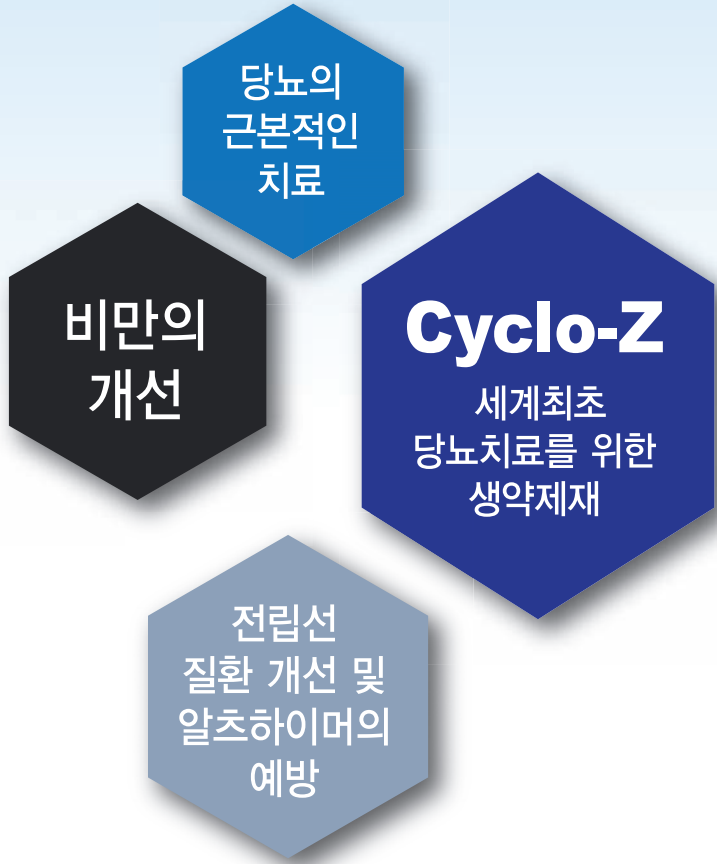 당뇨의
근본적인
치료
비만의
개선
Cyclo-Z
세계최초
당뇨치료를 위한
생약제재
전립선
질환 개선 및
알츠하이머의
예방